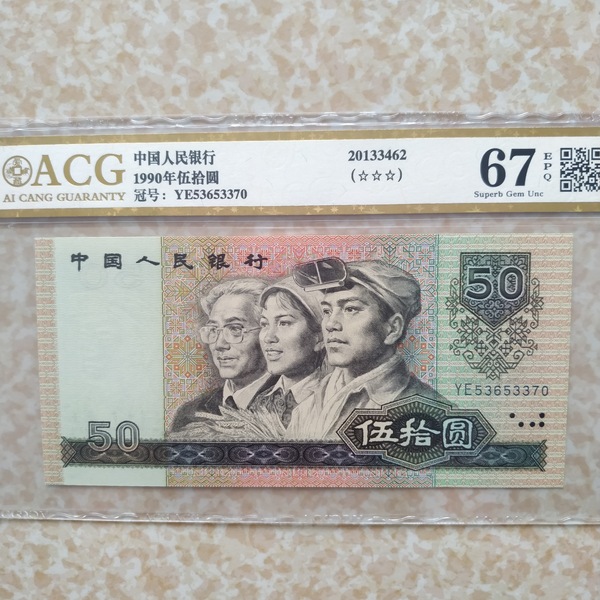 ACG
AI CANG GUARANTY
中国人民银行
1990年伍拾圆
冠号: YE53653370
20133462
(☆☆☆)
67
EPQ
Superb Gem Unc
中国人民银行
50
YE53653370
50
伍拾圆